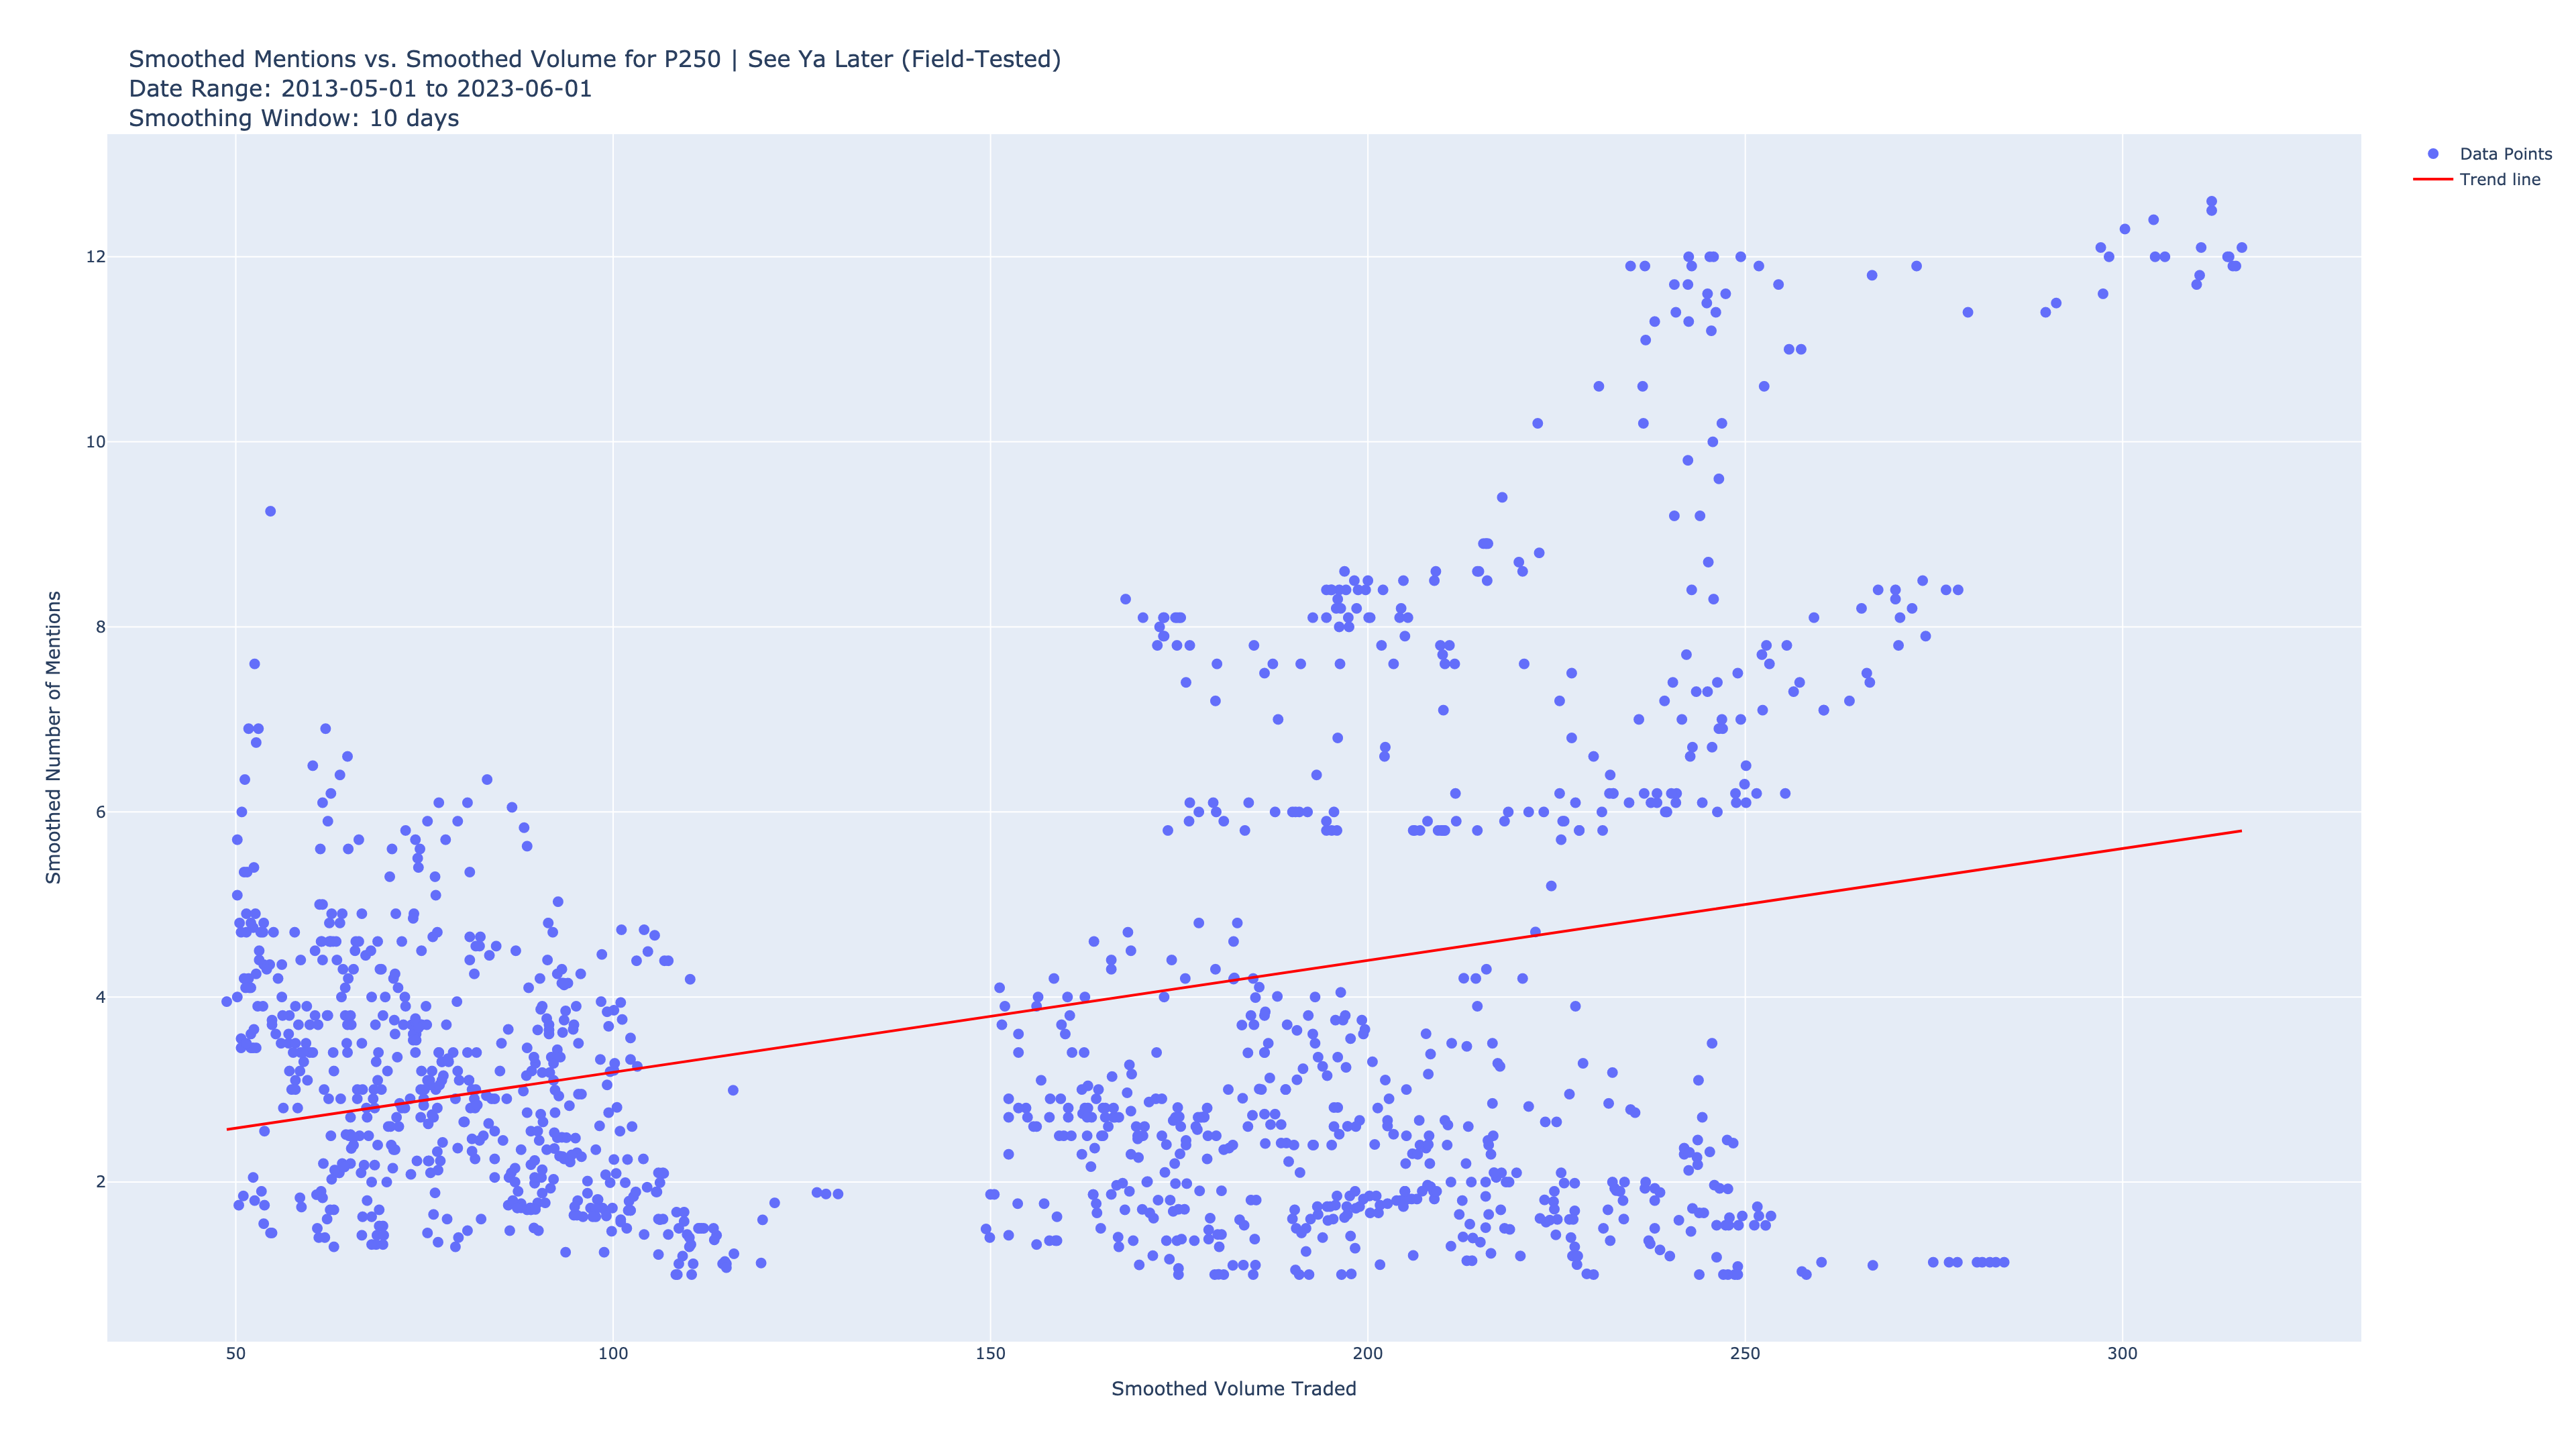 Smoothed Mentions vs. Smoothed Volume for P250 | See Ya Later (Field-Tested)
Date Range: 2013-05-01 to 2023-06-01
Smoothing Window: 10 days
Data Points
Trend line
12
10
8
6
4
2
Smoothed Number of Mentions
50
100
150
200
250
300
Smoothed Volume Traded